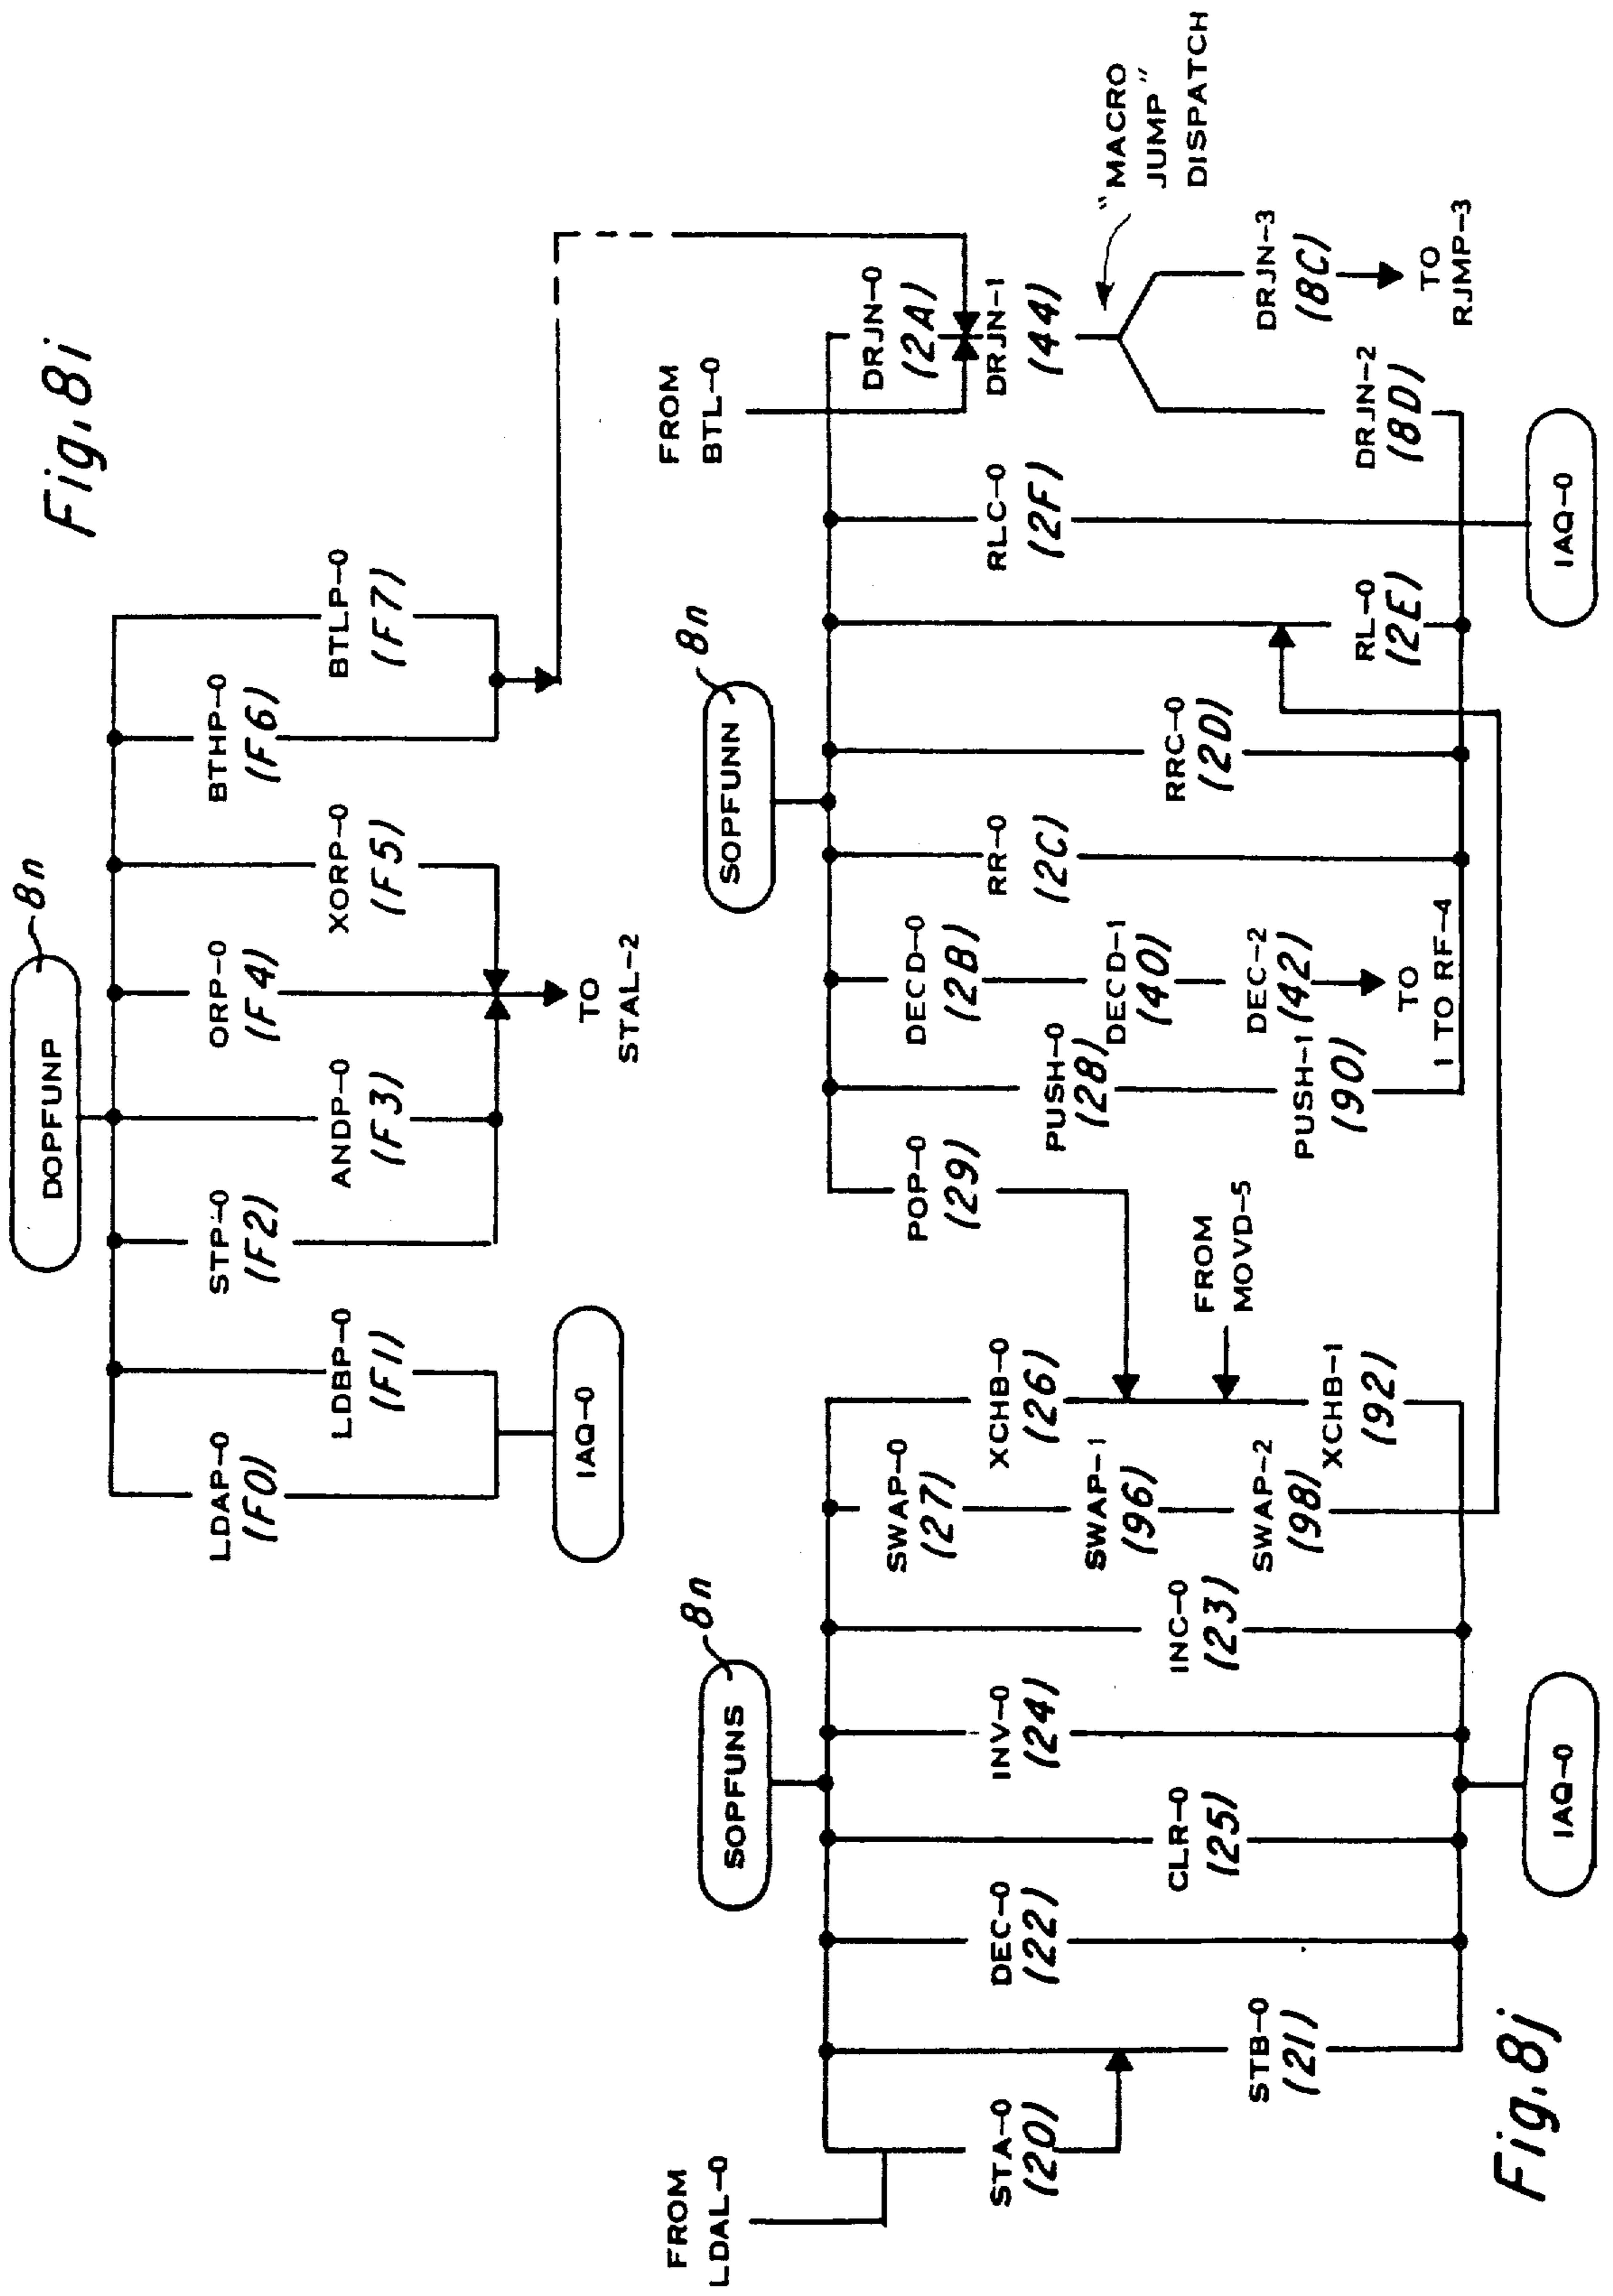 Fig. 8i
DOPFUNP
8n
LDAP-0
(F0)
LDBP-0
(F1)
STP-0
(F2)
ANDP-0
(F3)
ORP-0
(F4)
XORP-0
(F5)
BTHP-0
(F6)
BTLP-0
(F7)
IAQ-0
TO
STAL-2
FROM
LDAL-0
SOPFUNS
8n
STA-0
(20)
STB-0
(21)
DEC-0
(22)
CLR-0
(25)
INV-0
(24)
INC-0
(23)
SWAP-0
(27)
SWAP-1
(96)
SWAP-2
(98)
XCHB-0
(26)
XCHB-1
(92)
FROM
MOVD-5
IAQ-0
SOPFUNN
8n
POP-0
(29)
PUSH-0
(28)
PUSH-1
(90)
DECD-0
(2B)
DECD-1
(40)
DEC-2
(42)
TO
1 TO RF-4
RR-0
(2C)
RRC-0
(2D)
RL-0
(2E)
RLC-0
(2F)
FROM
BTL-0
DRJN-0
(2A)
DRJN-1
(44)
"MACRO
JUMP"
DISPATCH
DRJN-2
(8D)
DRJN-3
(8C)
TO
RJMP-3
IAQ-0
Fig. 8j